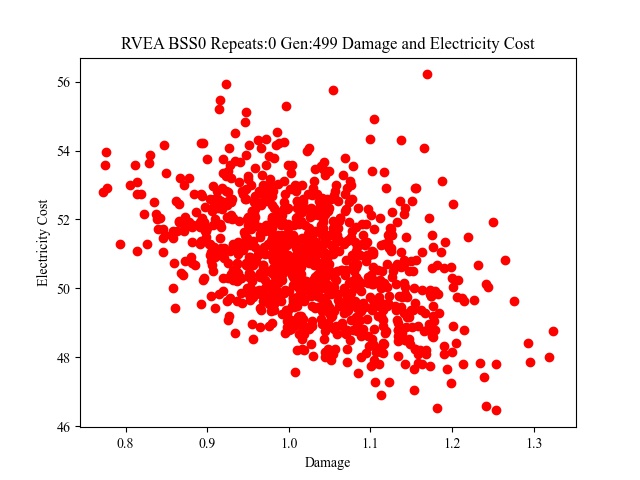 RVEA BSS0 Repeats:0 Gen:499 Damage and Electricity Cost
56
54
52
50
48
46
Electricity Cost
0.8 0.9 1.0 1.1 1.2 1.3
Damage